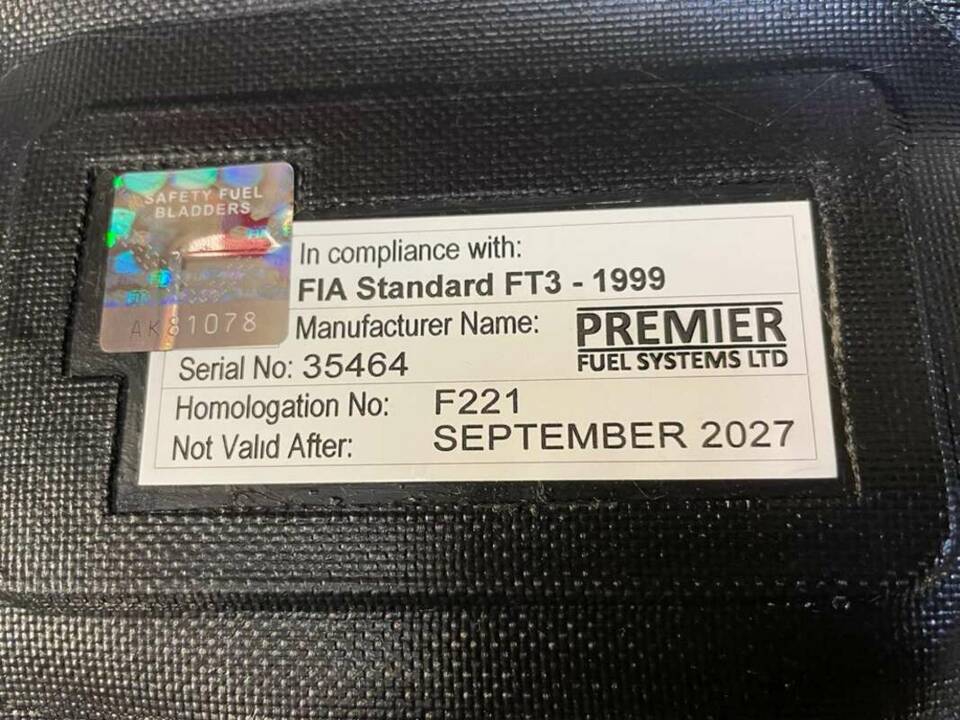 SAFETY FUEL
BLADDERS
AK81078
In compliance with:
FIA Standard FT3 - 1999
Manufacturer Name:
PREMIER
FUEL SYSTEMS LTD
Serial No: 35464
Homologation No: F221
Not Valid After: SEPTEMBER 2027